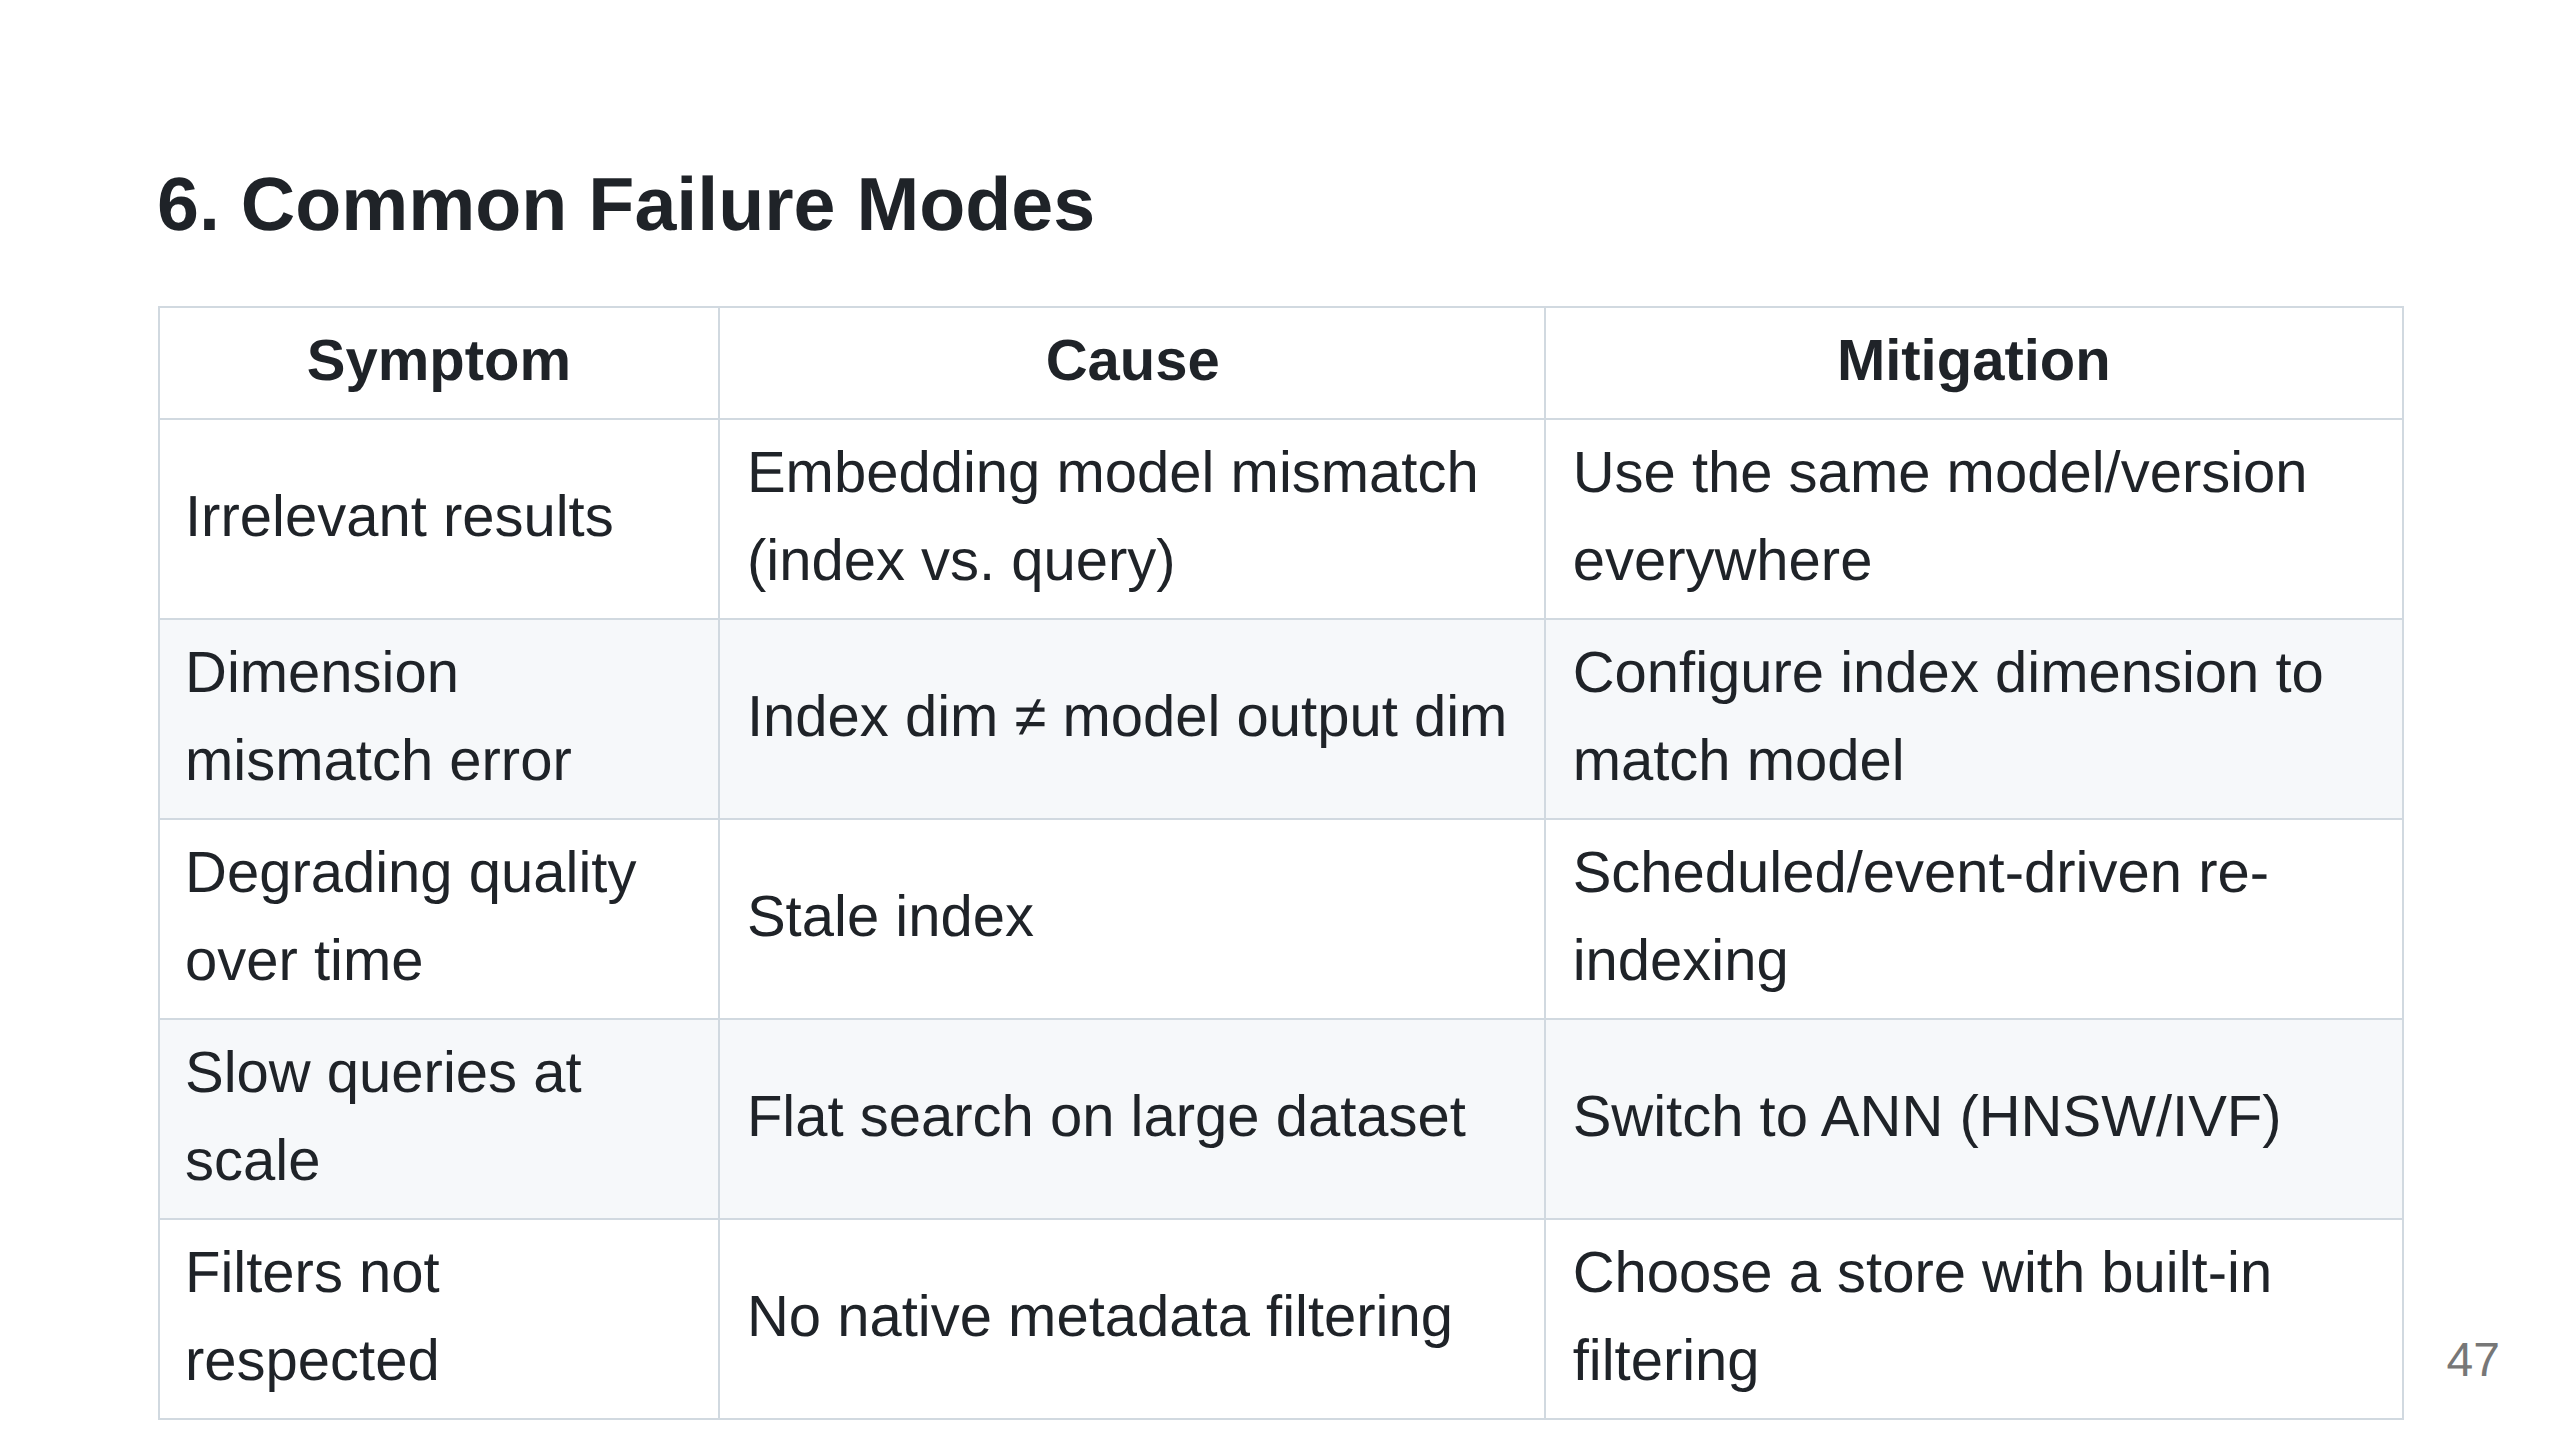 6. Common Failure Modes
Symptom
Cause
Mitigation
Irrelevant results
Embedding model mismatch
(index vs. query)
Use the same model/version
everywhere
Dimension
mismatch error
Index dim ≠ model output dim
Configure index dimension to
match model
Degrading quality
over time
Stale index
Scheduled/event-driven re-
indexing
Slow queries at
scale
Flat search on large dataset
Switch to ANN (HNSW/IVF)
Filters not
respected
No native metadata filtering
Choose a store with built-in
filtering
47